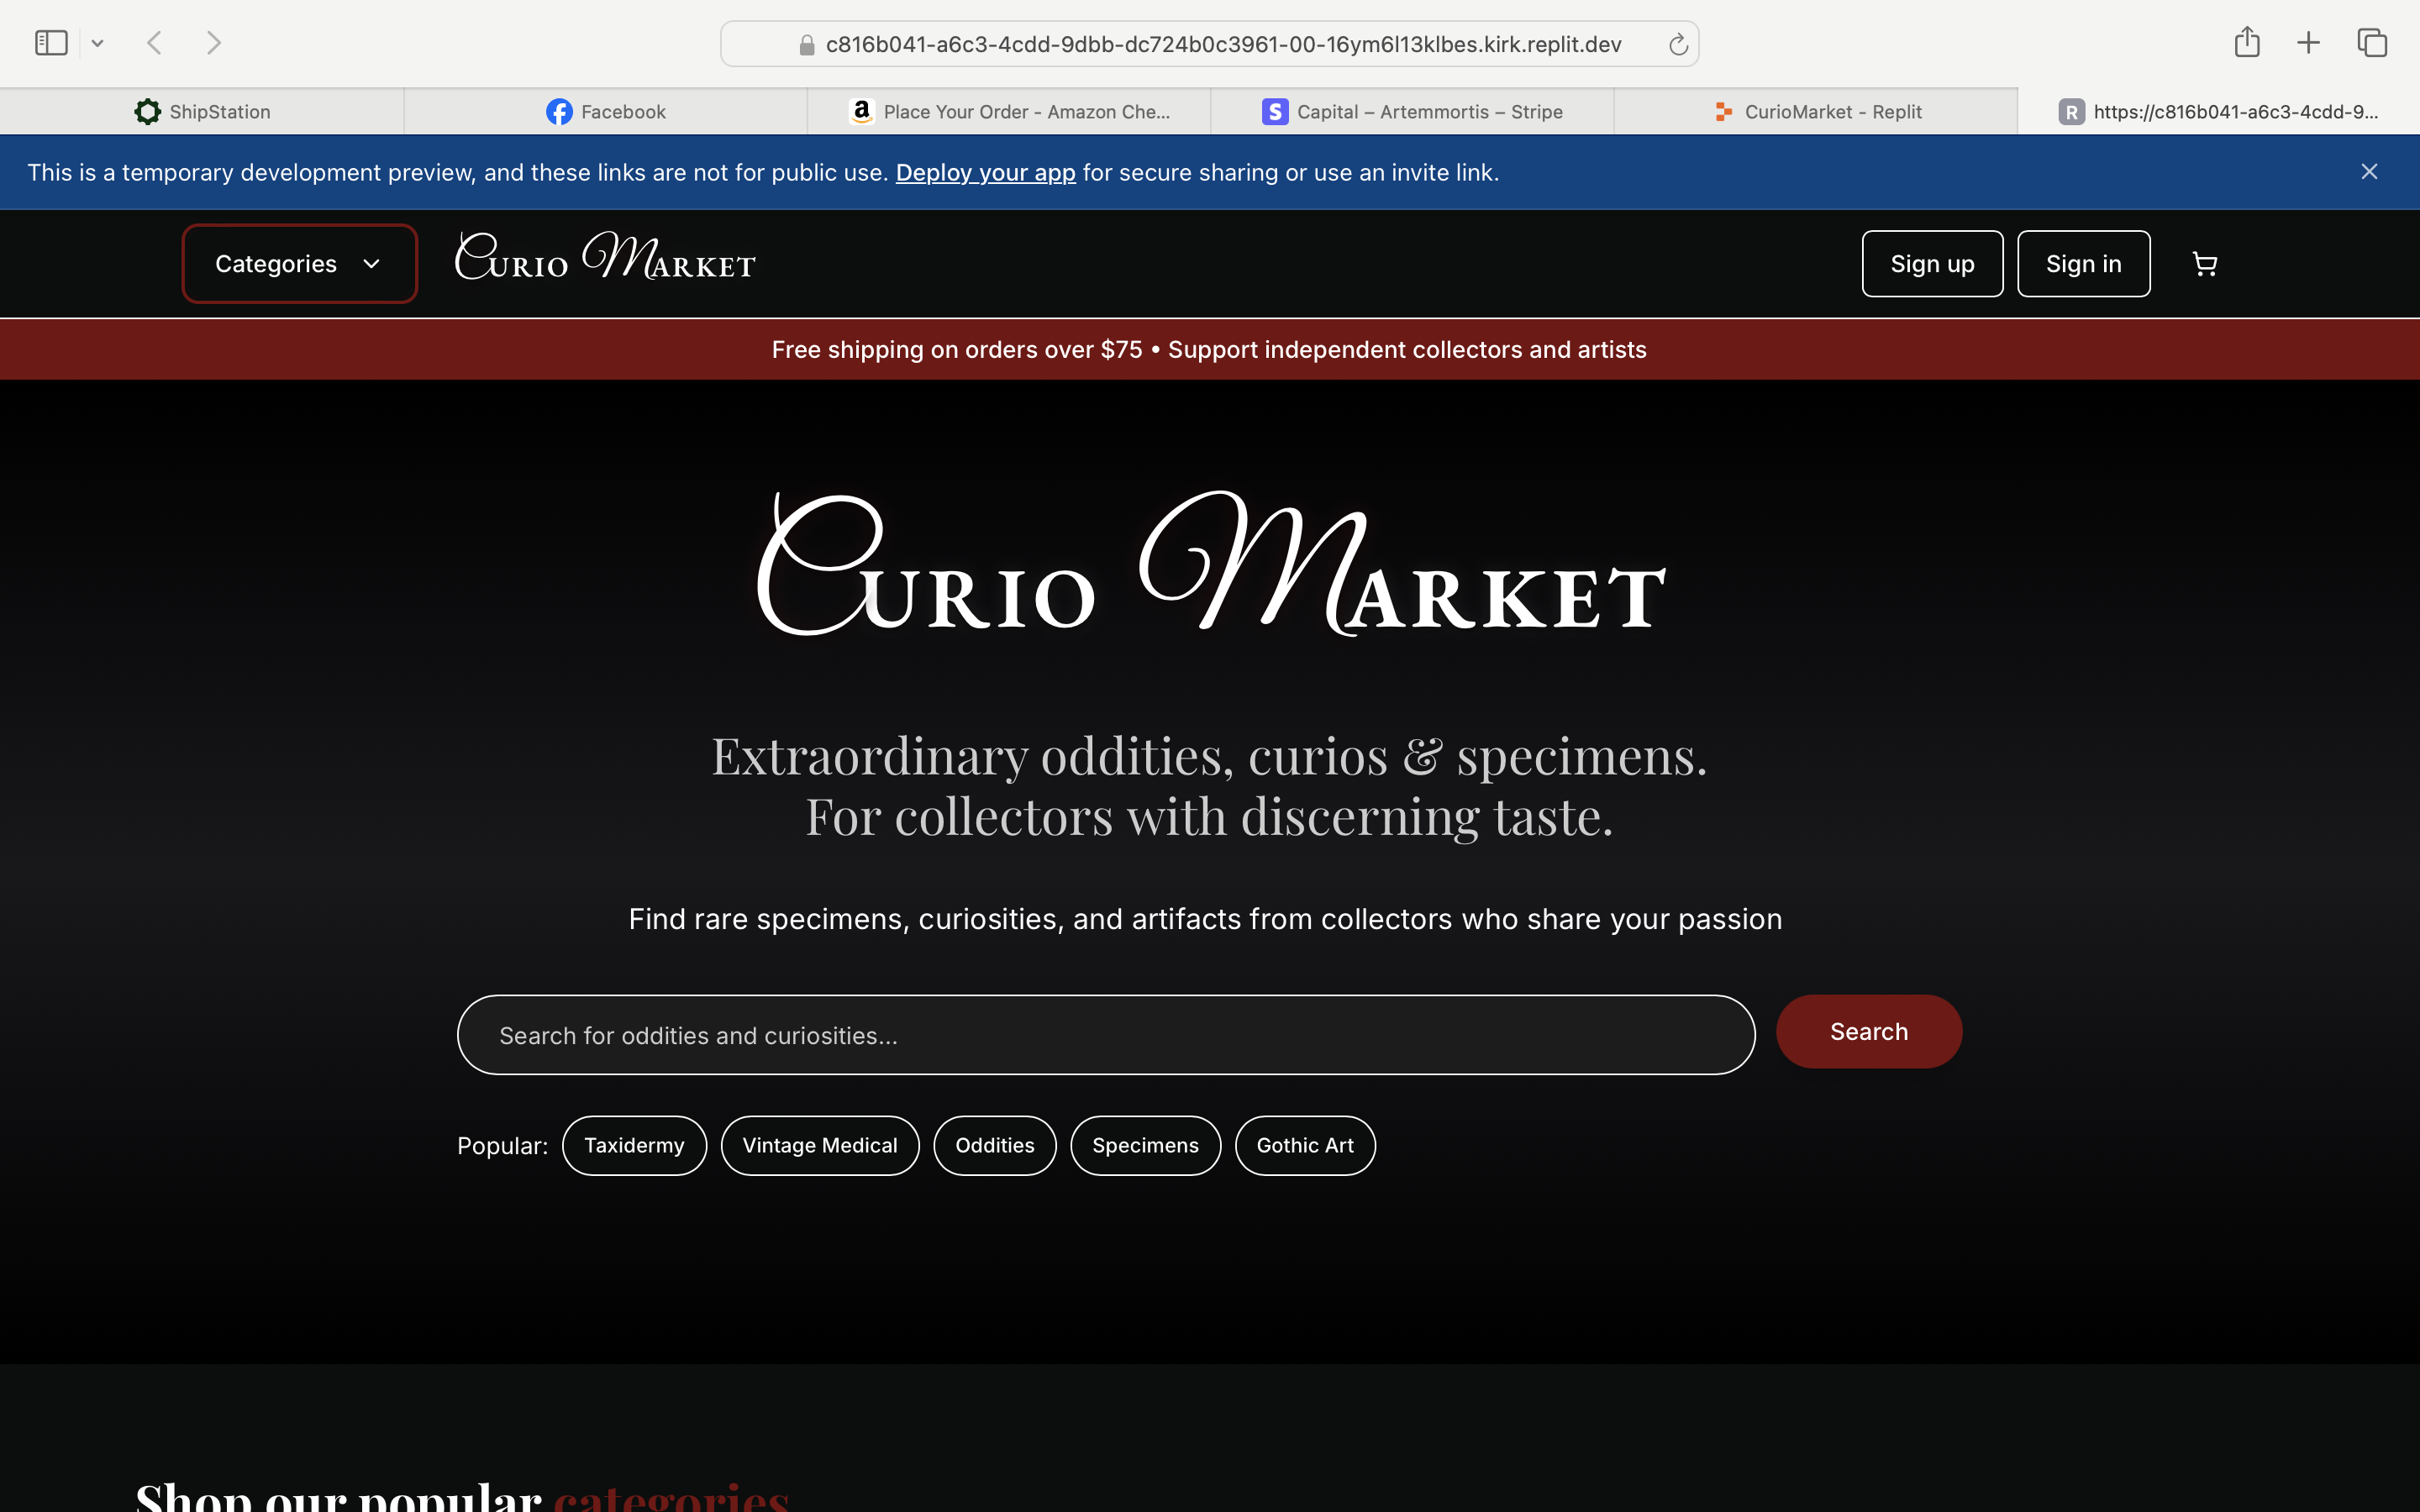 c816b041-a6c3-4cdd-9dbb-dc724b0c3961-00-16ym6l13klbes.kirk.replit.dev
ShipStation
Facebook
Place Your Order - Amazon Che...
Capital – Artemmortis – Stripe
CurioMarket - Replit
R https://c816b041-a6c3-4cdd-9...
This is a temporary development preview, and these links are not for public use. Deploy your app for secure sharing or use an invite link.
Categories
Curio Market
Sign up
Sign in
Free shipping on orders over $75 • Support independent collectors and artists
Curio Market
Extraordinary oddities, curios & specimens.
For collectors with discerning taste.
Find rare specimens, curiosities, and artifacts from collectors who share your passion
Search for oddities and curiosities...
Search
Popular:
Taxidermy
Vintage Medical
Oddities
Specimens
Gothic Art
Shop our popular categories